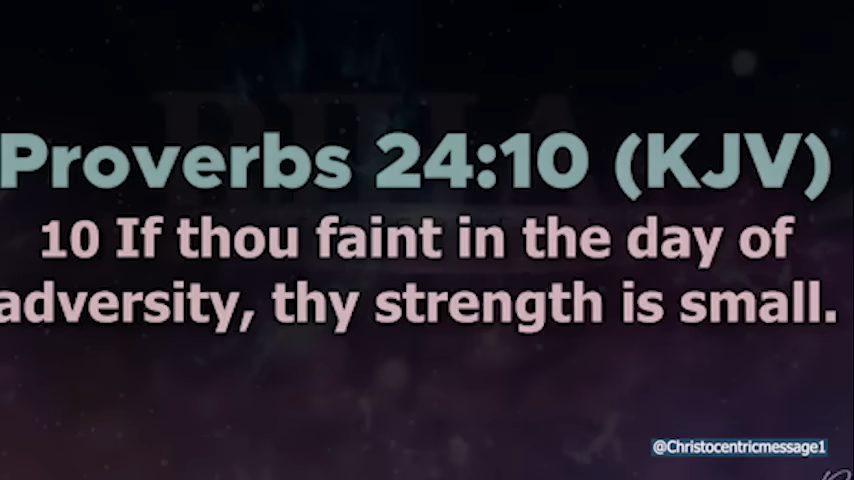 Proverbs 24:10 (KJV)
10 If thou faint in the day of
adversity, thy strength is small.
@Christocentricmessage1